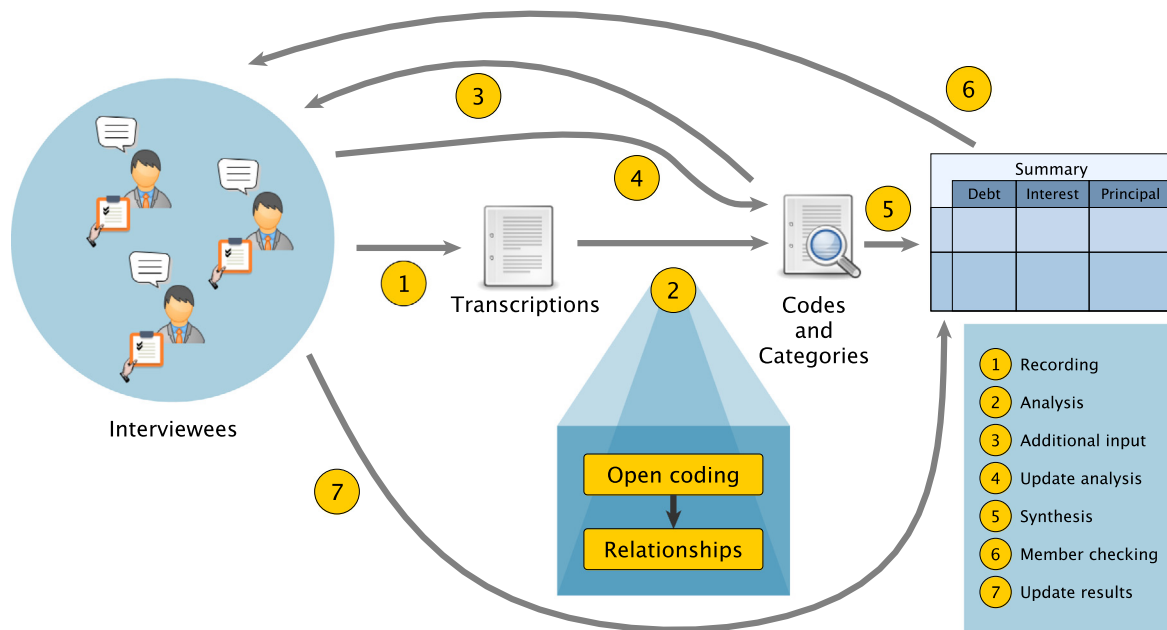 3
6
4
5
Summary
Debt Interest Principal
1
Transcriptions
2
Codes
and
Categories
Interviewees
7
Open coding
Relationships
1 Recording
2 Analysis
3 Additional input
4 Update analysis
5 Synthesis
6 Member checking
7 Update results